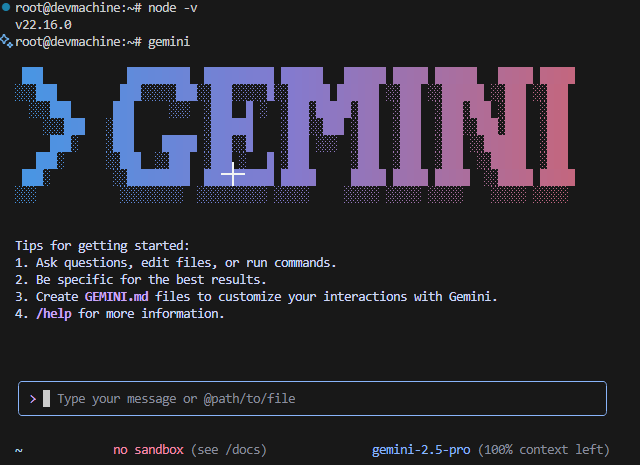 root@devmachine:~# node -v
v22.16.0
root@devmachine:~# gemini
> GEMINI
Tips for getting started:
1. Ask questions, edit files, or run commands.
2. Be specific for the best results.
3. Create GEMINI.md files to customize your interactions with Gemini.
4. /help for more information.
> Type your message or @path/to/file
~ no sandbox (see /docs) gemini-2.5-pro (100% context left)